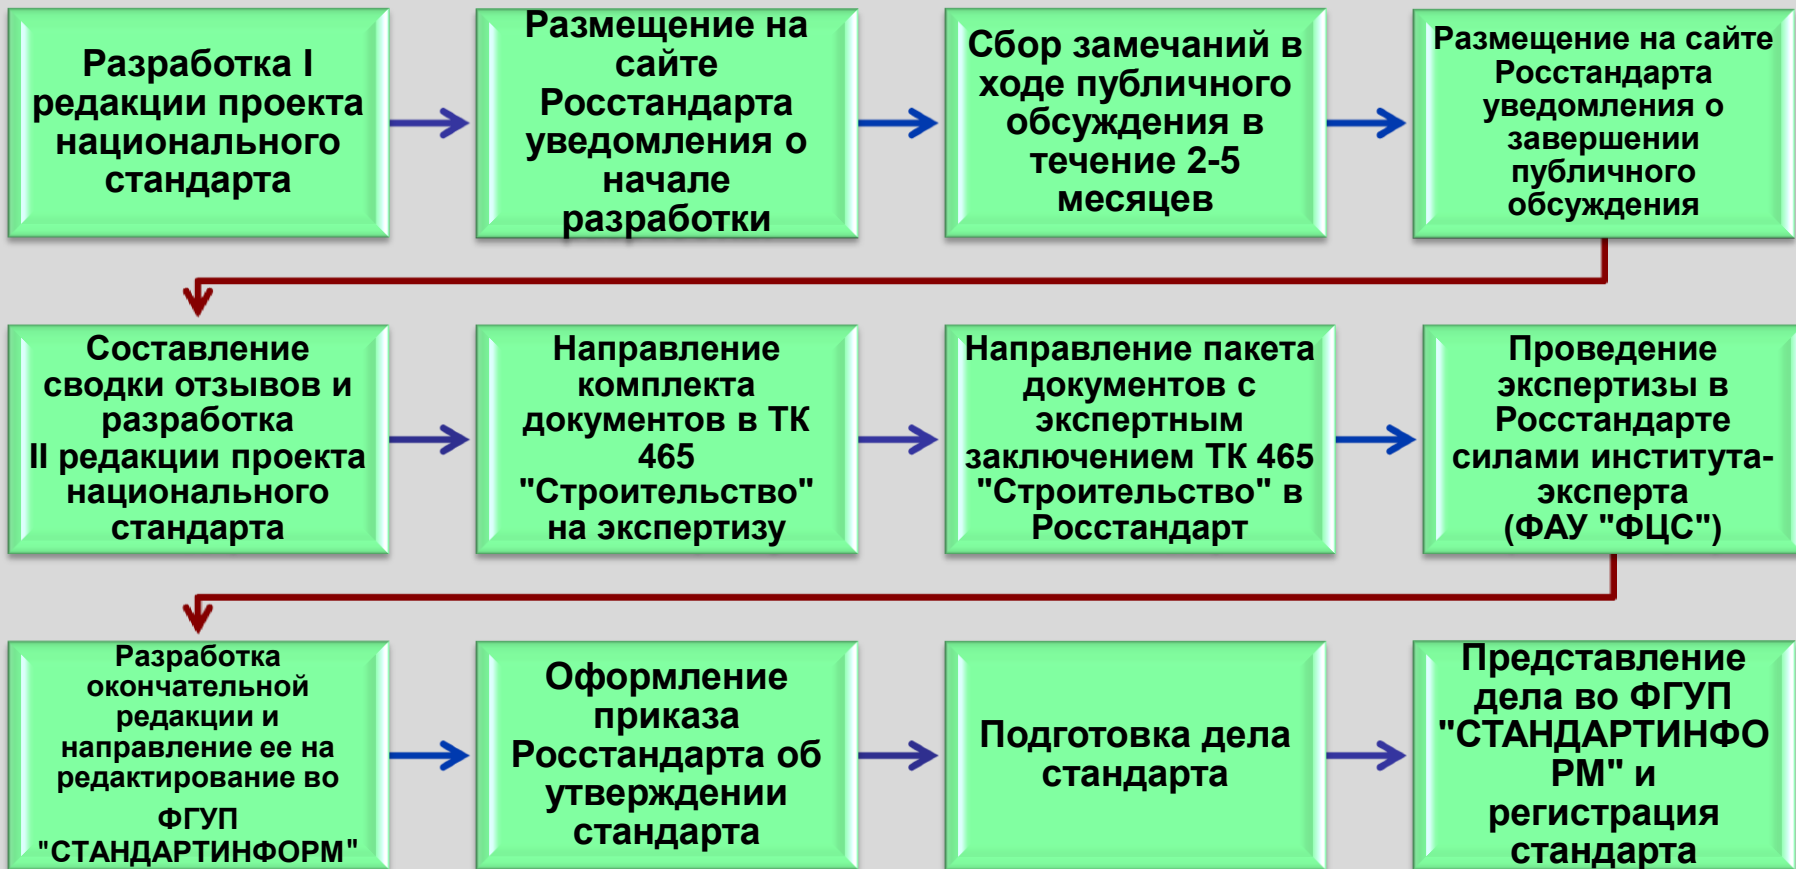 Разработка I
редакции проекта
национального
стандарта
Размещение на
сайте
Росстандарта
уведомления о
начале
разработки
Сбор замечаний в
ходе публичного
обсуждения в
течение 2-5
месяцев
Размещение на сайте
Росстандарта
уведомления о
завершении
публичного
обсуждения
Составление
сводки отзывов и
разработка
II редакции проекта
национального
стандарта
Направление
комплекта
документов в ТК
465
"Строительство"
на экспертизу
Направление пакета
документов с
экспертным
заключением ТК 465
"Строительство" в
Росстандарт
Проведение
экспертизы в
Росстандарте
силами института-
эксперта
(ФАУ "ФЦС")
Разработка
окончательной
редакции и
направление ее на
редактирование во
ФГУП
"СТАНДАРТИНФОРМ"
Оформление
приказа
Росстандарта об
утверждении
стандарта
Подготовка дела
стандарта
Представление
дела во ФГУП
"СТАНДАРТИНФО
РМ" и
регистрация
стандарта